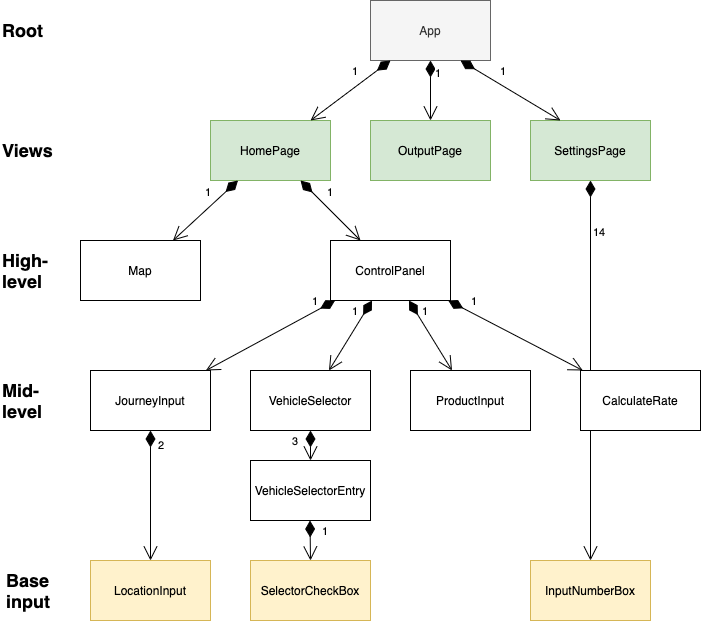 Root
App
1
1
1
Views
HomePage
OutputPage
SettingsPage
1
1
14
High-
level
Map
ControlPanel
1
1
1
1
Mid-
level
JourneyInput
VehicleSelector
ProductInput
CalculateRate
2
3
VehicleSelectorEntry
1
Base
input
LocationInput
SelectorCheckBox
InputNumberBox